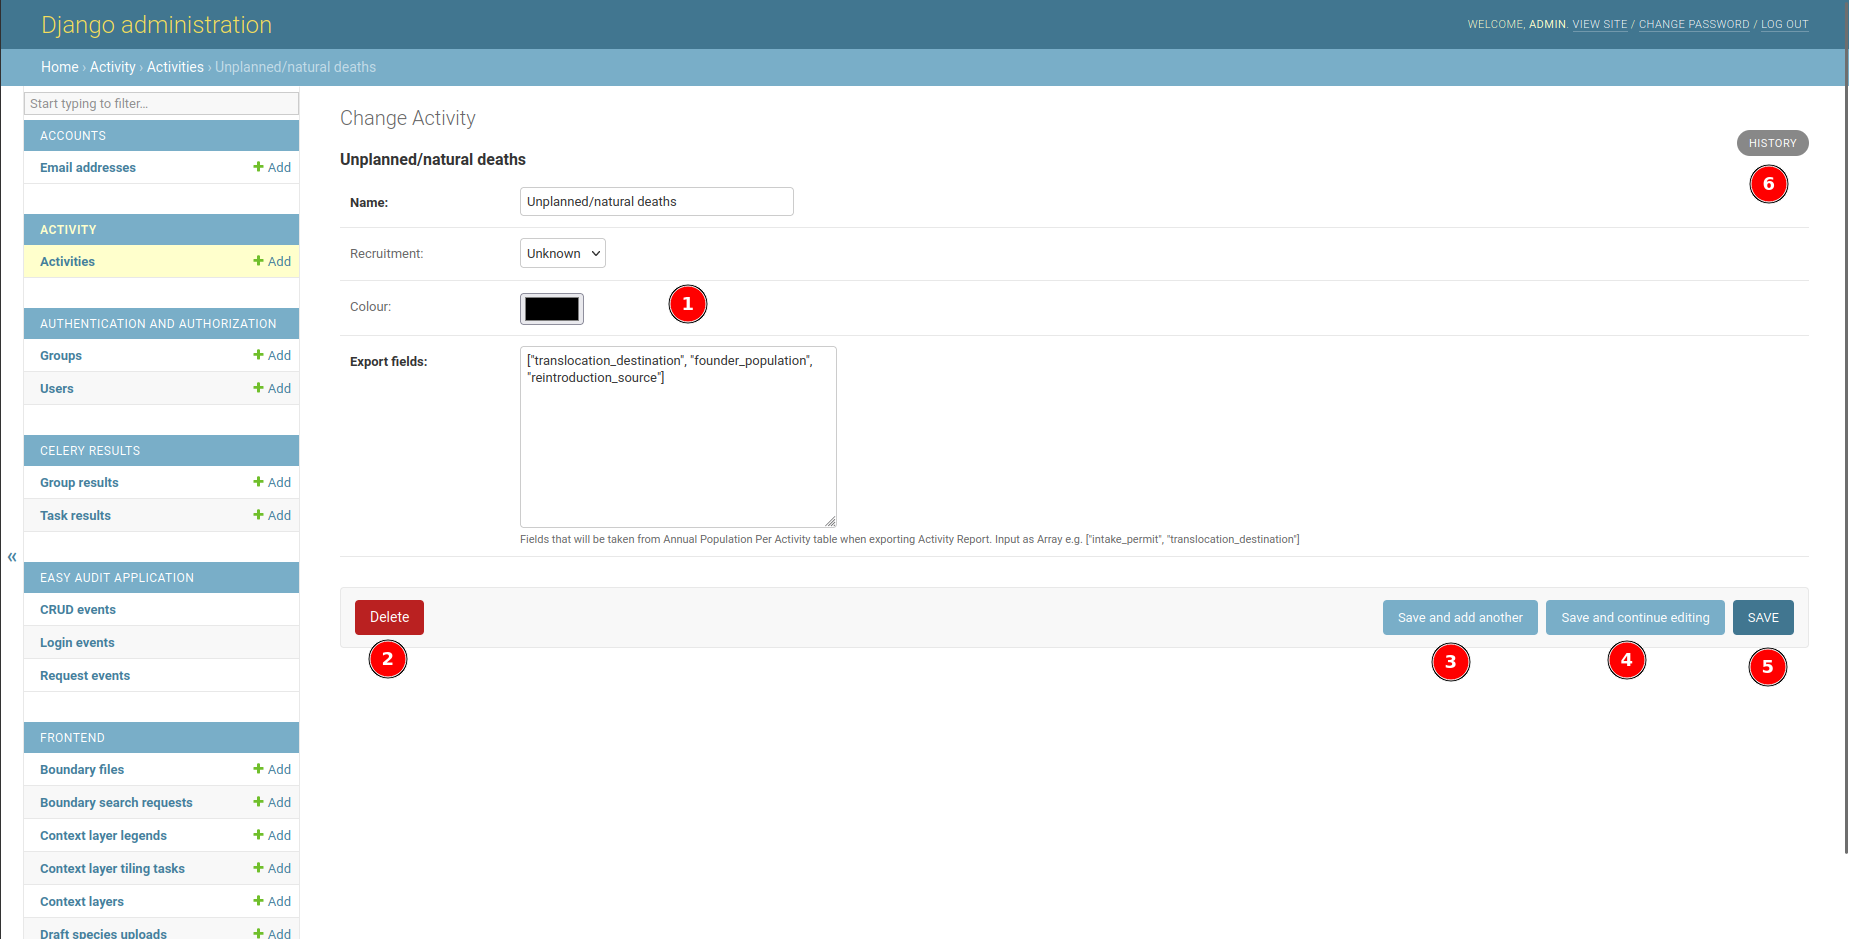 Django administration
WELCOME, ADMIN. VIEW SITE / CHANGE PASSWORD / LOG OUT
Home › Activity › Activities › Unplanned/natural deaths
Start typing to filter...
ACCOUNTS
Email addresses + Add
ACTIVITY
Activities + Add
AUTHENTICATION AND AUTHORIZATION
Groups + Add
Users + Add
CELERY RESULTS
Group results + Add
Task results + Add
«
EASY AUDIT APPLICATION
CRUD events
Login events
Request events
FRONTEND
Boundary files + Add
Boundary search requests + Add
Context layer legends + Add
Context layer tiling tasks + Add
Context layers + Add
Draft species uploads + Add
Change Activity
HISTORY
6
Unplanned/natural deaths
Name: Unplanned/natural deaths
Recruitment: Unknown
Colour:
1
Export fields: ["translocation_destination", "founder_population",
"reintroduction_source"]
Fields that will be taken from Annual Population Per Activity table when exporting Activity Report. Input as Array e.g. ["intake_permit", "translocation_destination"]
Delete Save and add another Save and continue editing SAVE
2 3 4 5